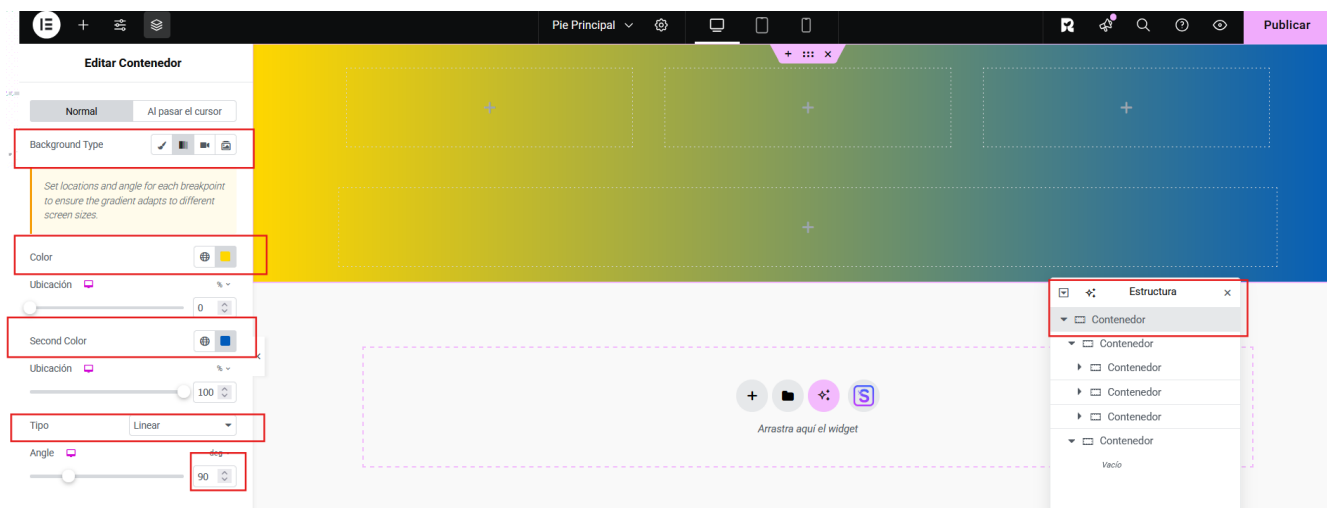 Pie Principal
Publicar
Editar Contenedor
Normal
Al pasar el cursor
Background Type
Set locations and angle for each breakpoint
to ensure the gradient adapts to different
screen sizes.
Color
Ubicación
%
0
Second Color
Ubicación
%
100
Tipo
Linear
Angle
deg
90
Arrastra aquí el widget
Estructura
Contenedor
Contenedor
Contenedor
Contenedor
Contenedor
Contenedor
Vacío